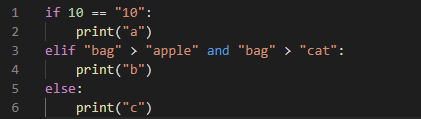 1 if 10 == "10":
2     print("a")
3 elif "bag" > "apple" and "bag" > "cat":
4     print("b")
5 else:
6     print("c")